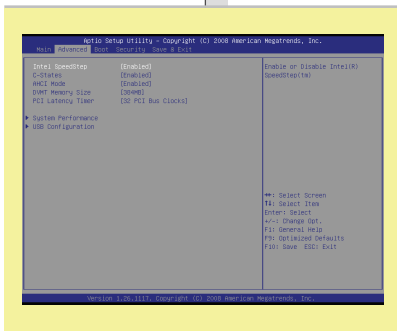 Aptio Setup Utility - Copyright (C) 2008 American Megatrends, Inc.
Main Advanced Boot Security Save & Exit
Intel SpeedStep [Enabled]
C-States [Enabled]
AHCI Mode [Enabled]
DVMT Memory Size
PCI Latency Timer [32 PCI Bus Clocks]
▶ System Performance
▶ USB Configuration
Enable or Disable Intel(R)
SpeedStep(tm)
↔: Select Screen
↑↓: Select Item
Enter: Select
+/-: Change Opt.
F1: General Help
F9: Optimized Defaults
F10: Save ESC: Exit
Version 1.26.1117. Copyright (C) 2008 American Megatrends, Inc.